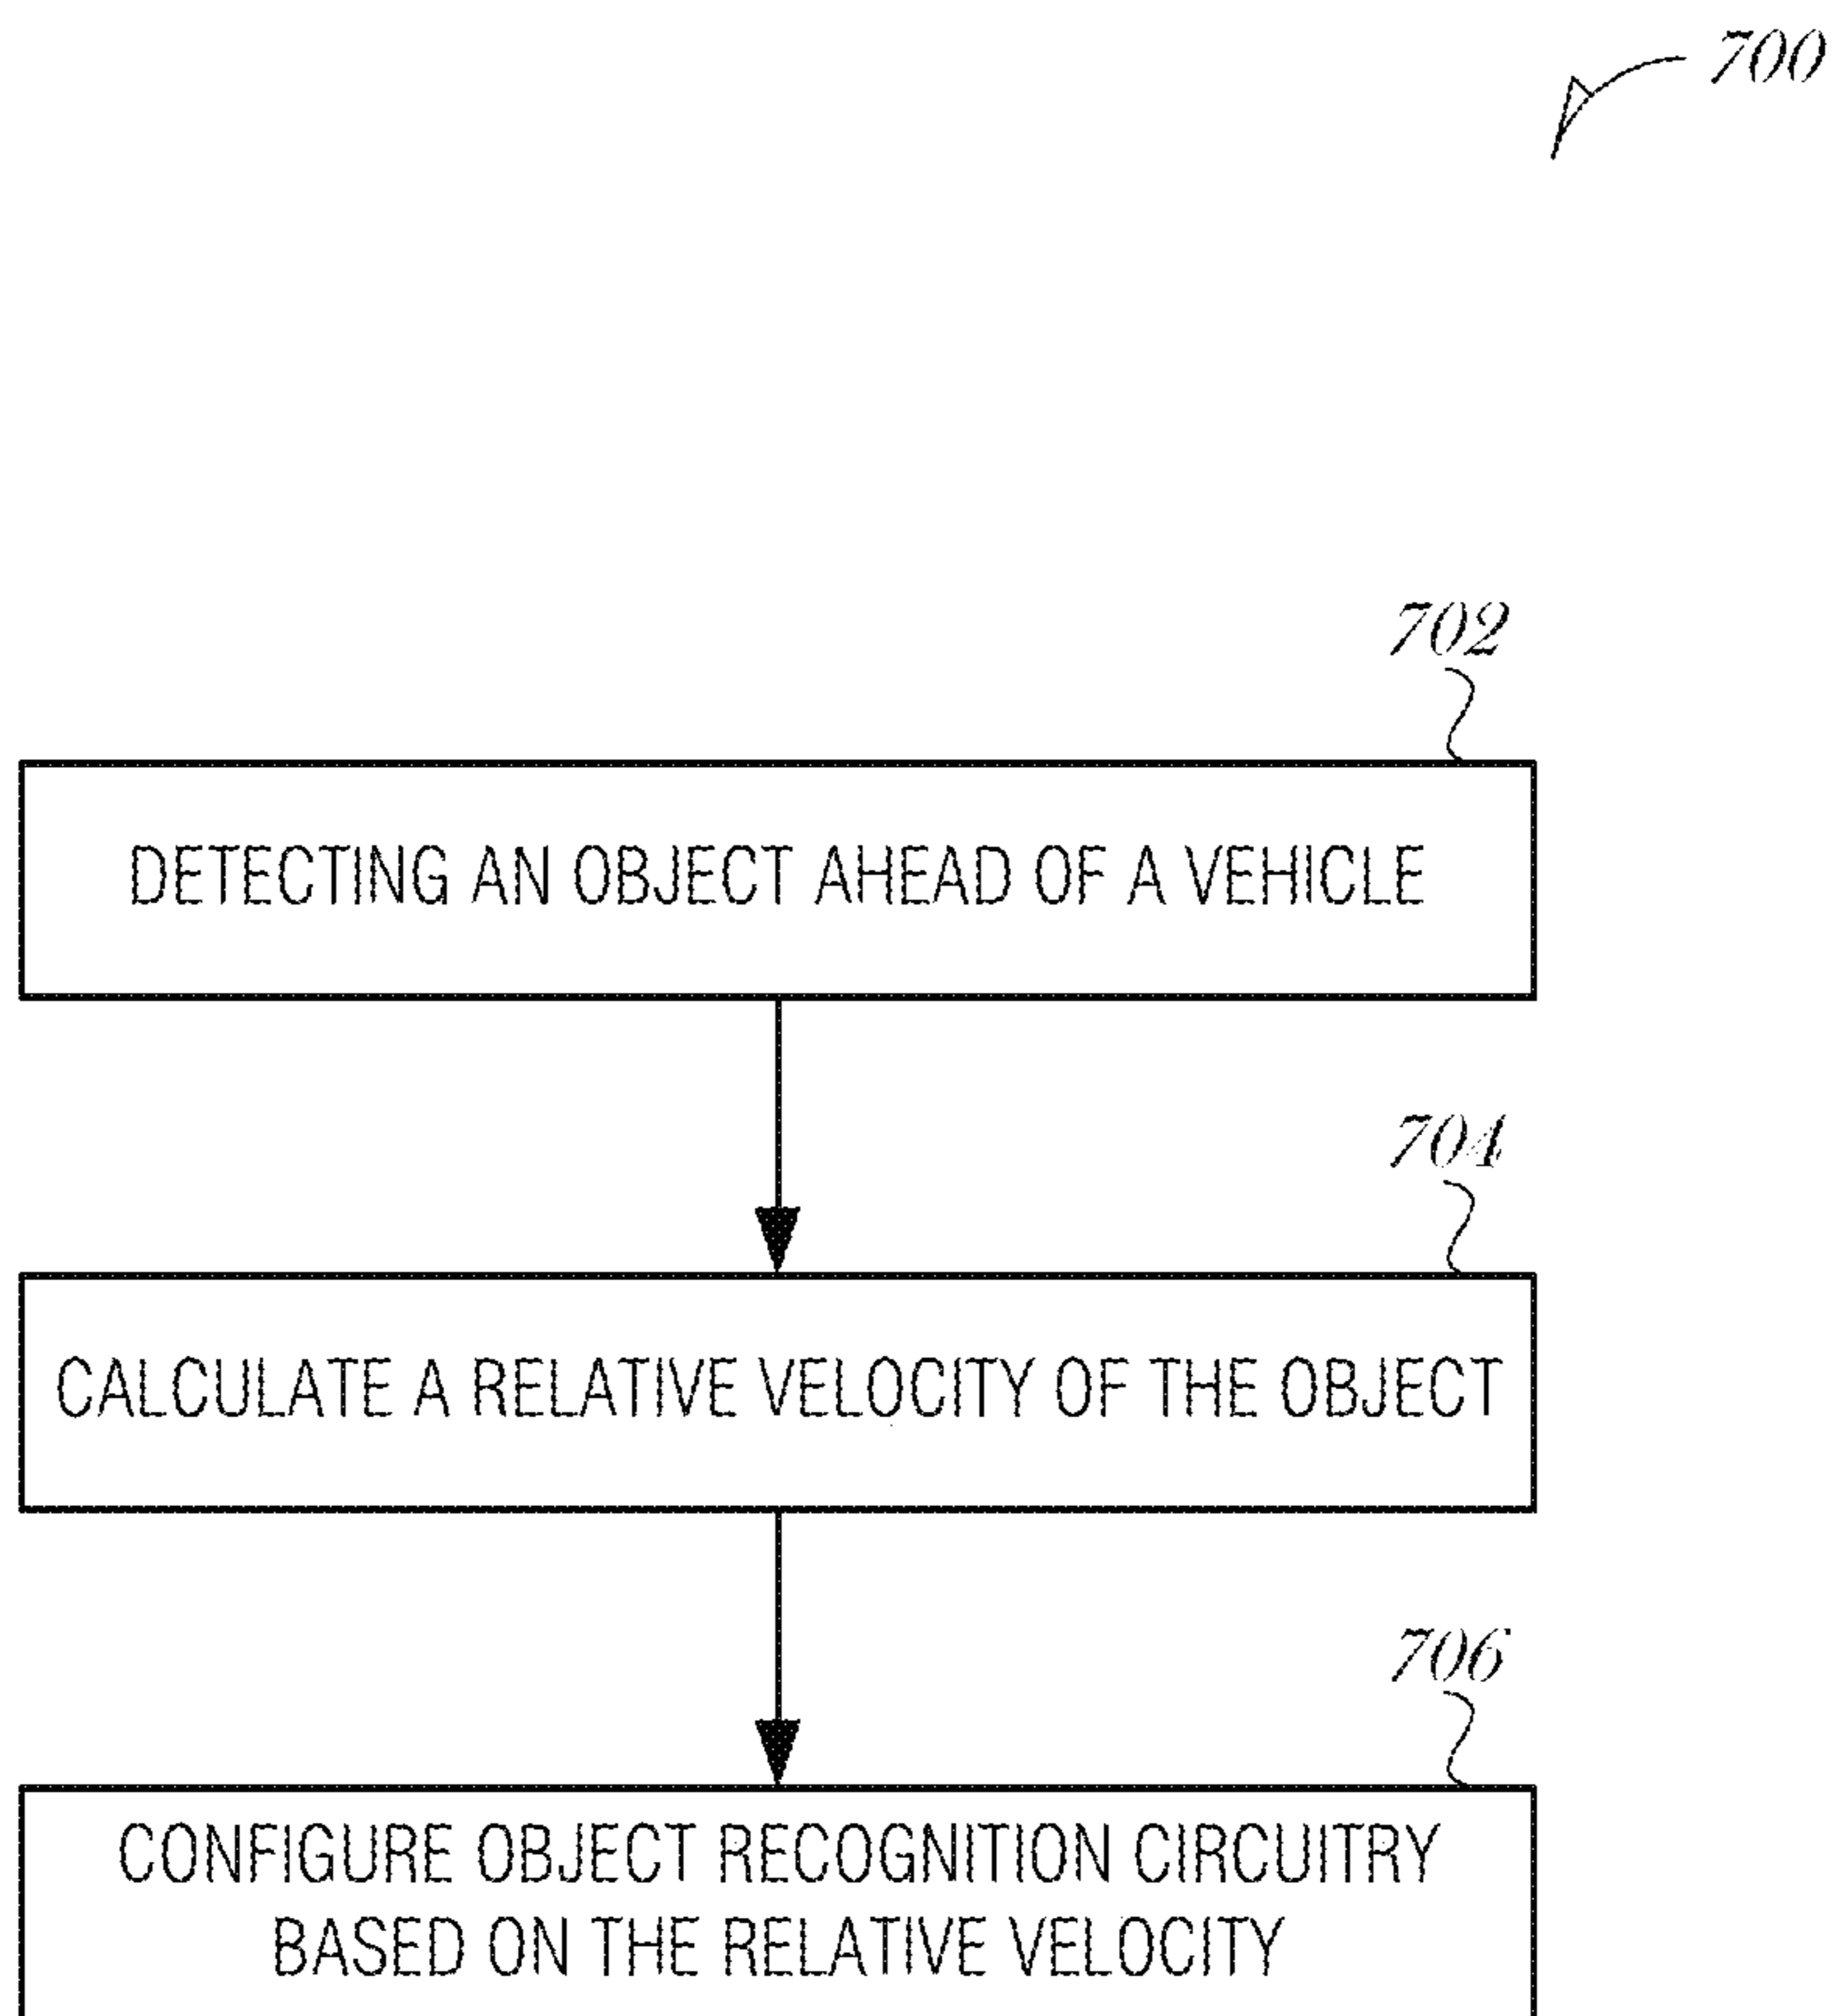 700
702
DETECTING AN OBJECT AHEAD OF A VEHICLE
704
CALCULATE A RELATIVE VELOCITY OF THE OBJECT
706
CONFIGURE OBJECT RECOGNITION CIRCUITRY
BASED ON THE RELATIVE VELOCITY